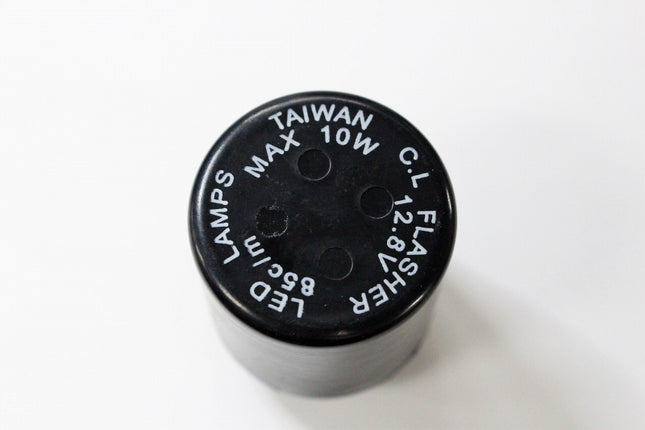 TAIWAN
C.L FLASHER
LED LAMPS
MAX 10W
12.8V
85c/m